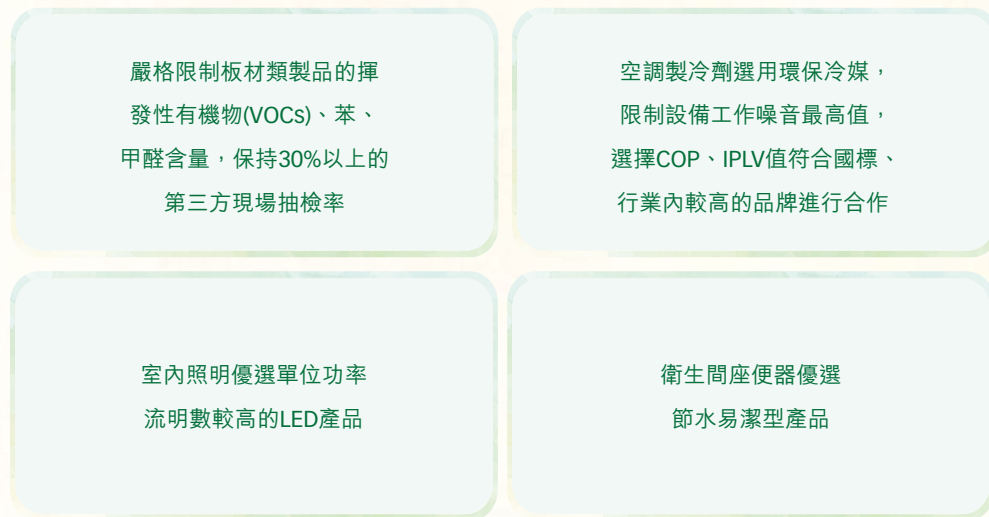 嚴格限制板材類製品的揮
發性有機物(VOCs)、苯、
甲醛含量，保持30%以上的
第三方現場抽檢率
空調製冷劑選用環保冷媒，
限制設備工作噪音最高值，
選擇COP、IPLV值符合國標、
行業內較高的品牌進行合作
室內照明優選單位功率
流明數較高的LED產品
衛生間座便器優選
節水易潔型產品